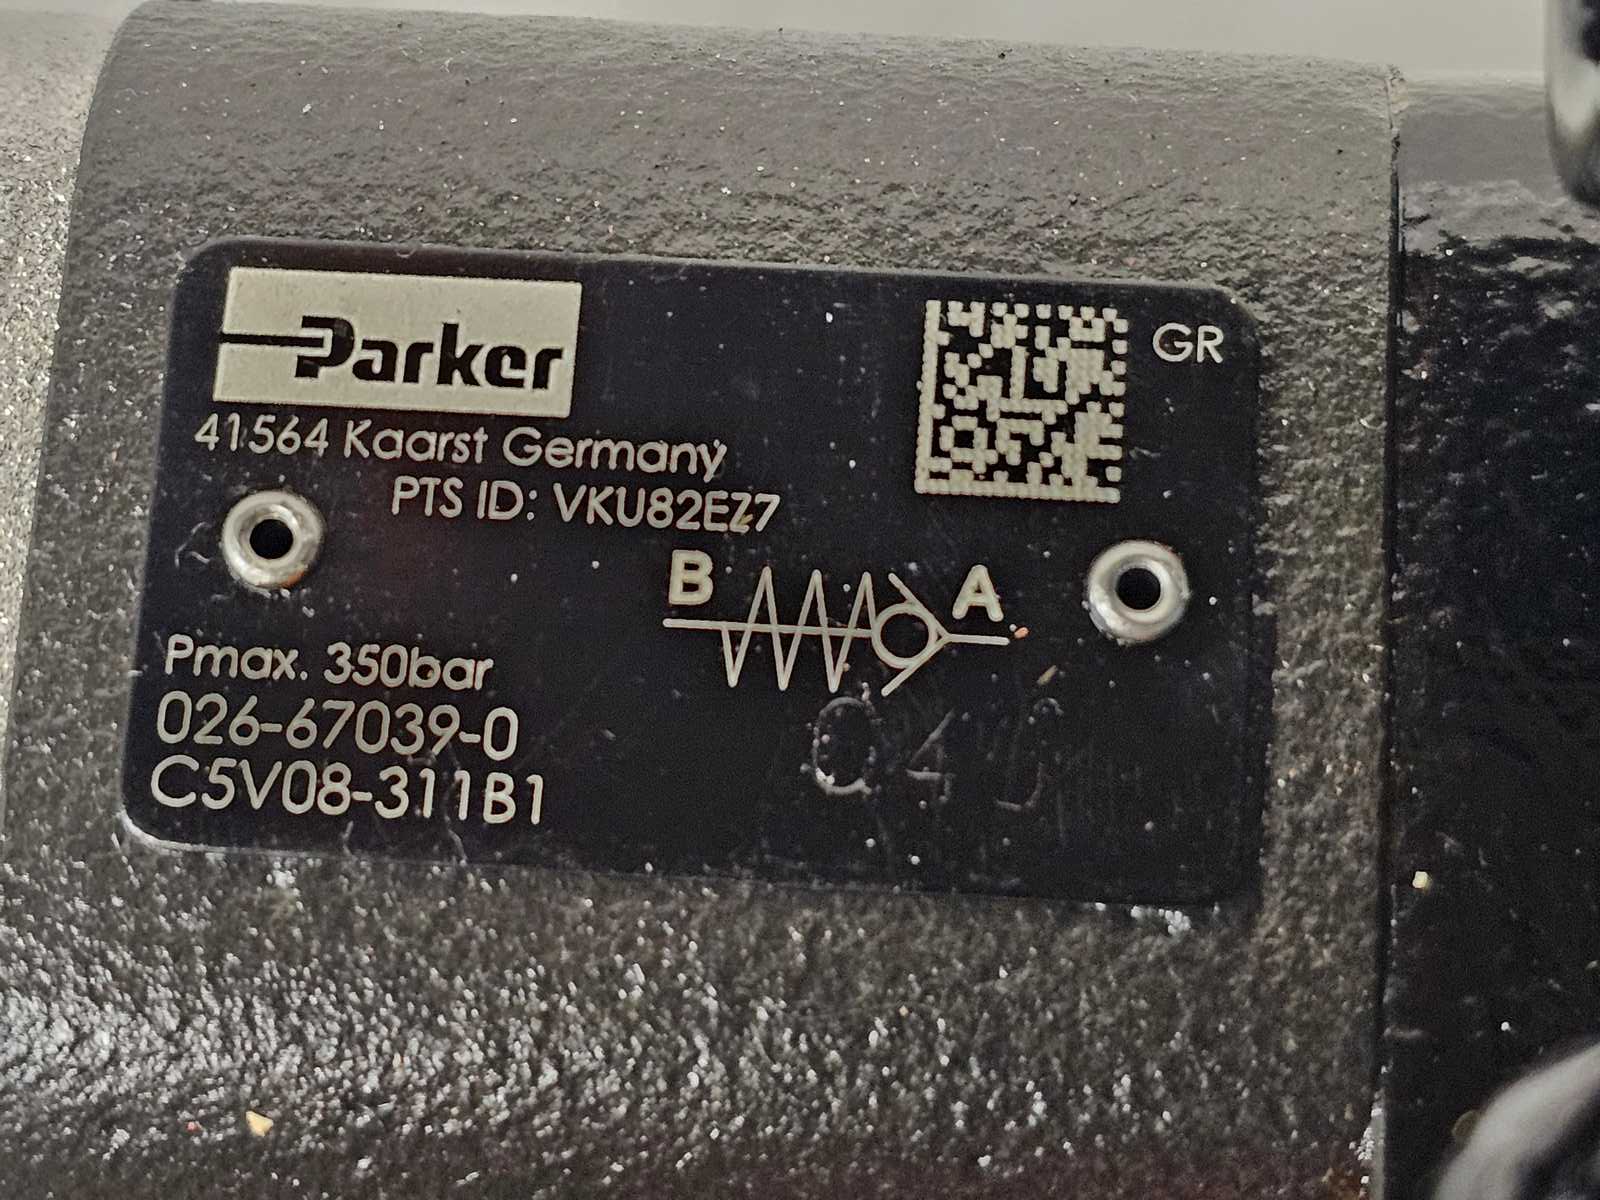 Parker
GR
41564 Kaarst Germany
PTS ID: VKU82EZ7
B
A
Pmax. 350bar
026-67039-0
C5V08-311B1